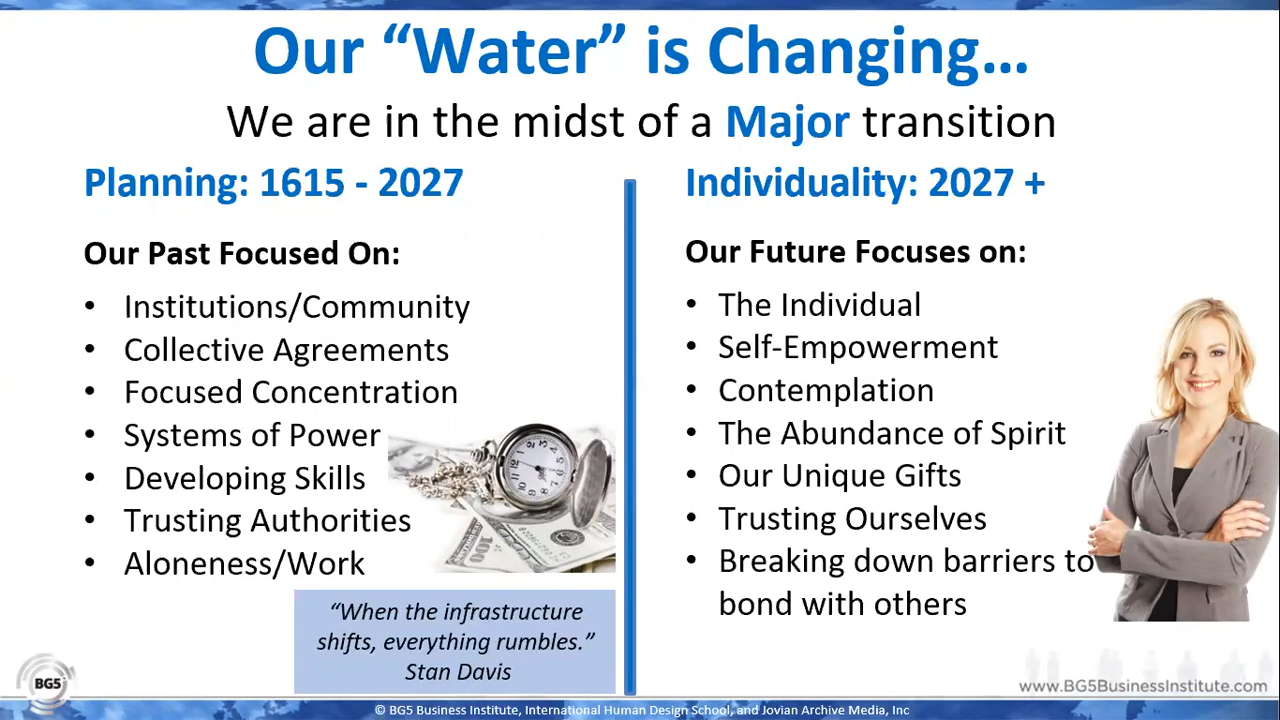 Our “Water” is Changing...
We are in the midst of a Major transition
Planning: 1615 - 2027
Our Past Focused On:
• Institutions/Community
• Collective Agreements
• Focused Concentration
• Systems of Power
• Developing Skills
• Trusting Authorities
• Aloneness/Work
“When the infrastructure
shifts, everything rumbles.”
Stan Davis
Individuality: 2027 +
Our Future Focuses on:
• The Individual
• Self-Empowerment
• Contemplation
• The Abundance of Spirit
• Our Unique Gifts
• Trusting Ourselves
• Breaking down barriers to
bond with others
BG5
www.BG5BusinessInstitute.com
© BG5 Business Institute, International Human Design School, and Jovian Archive Media, Inc